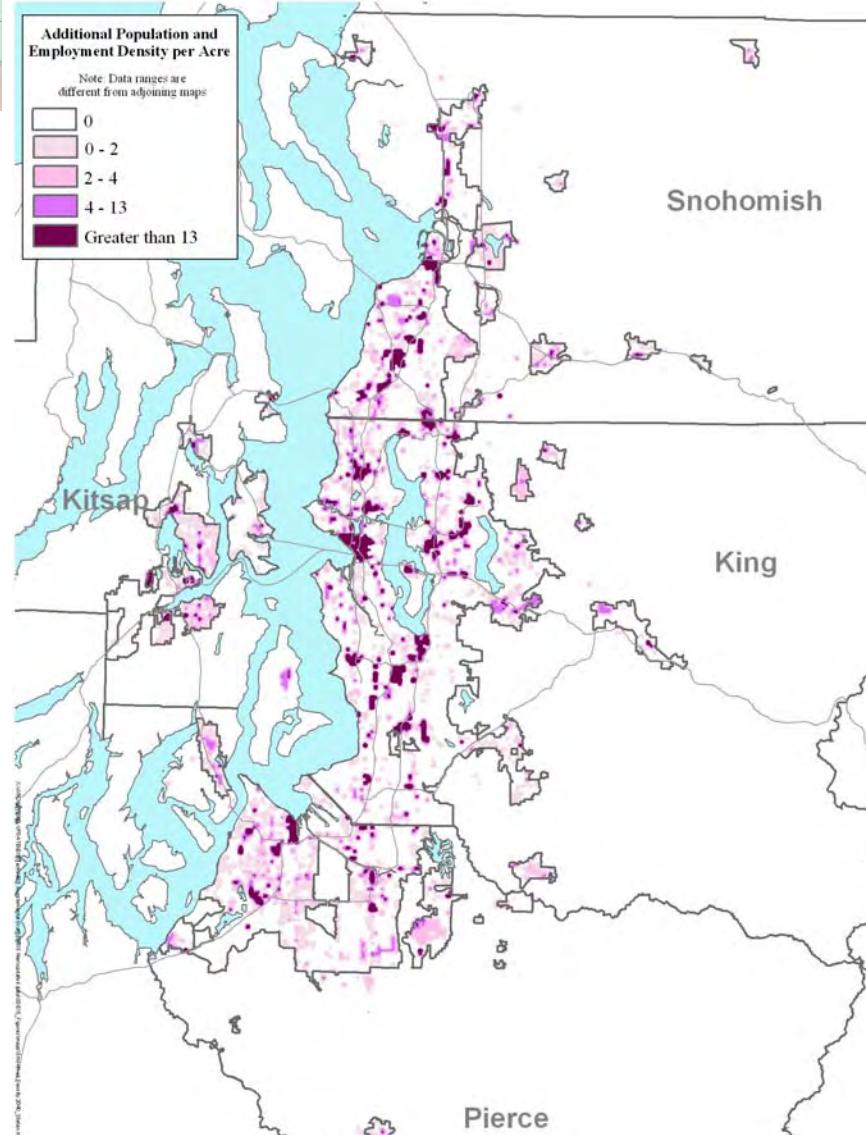 Additional Population and
Employment Density per Acre
Note: Data ranges are
different from adjoining maps
0
0 - 2
2 - 4
4 - 13
Greater than 13
Snohomish
Kitsap
King
Pierce